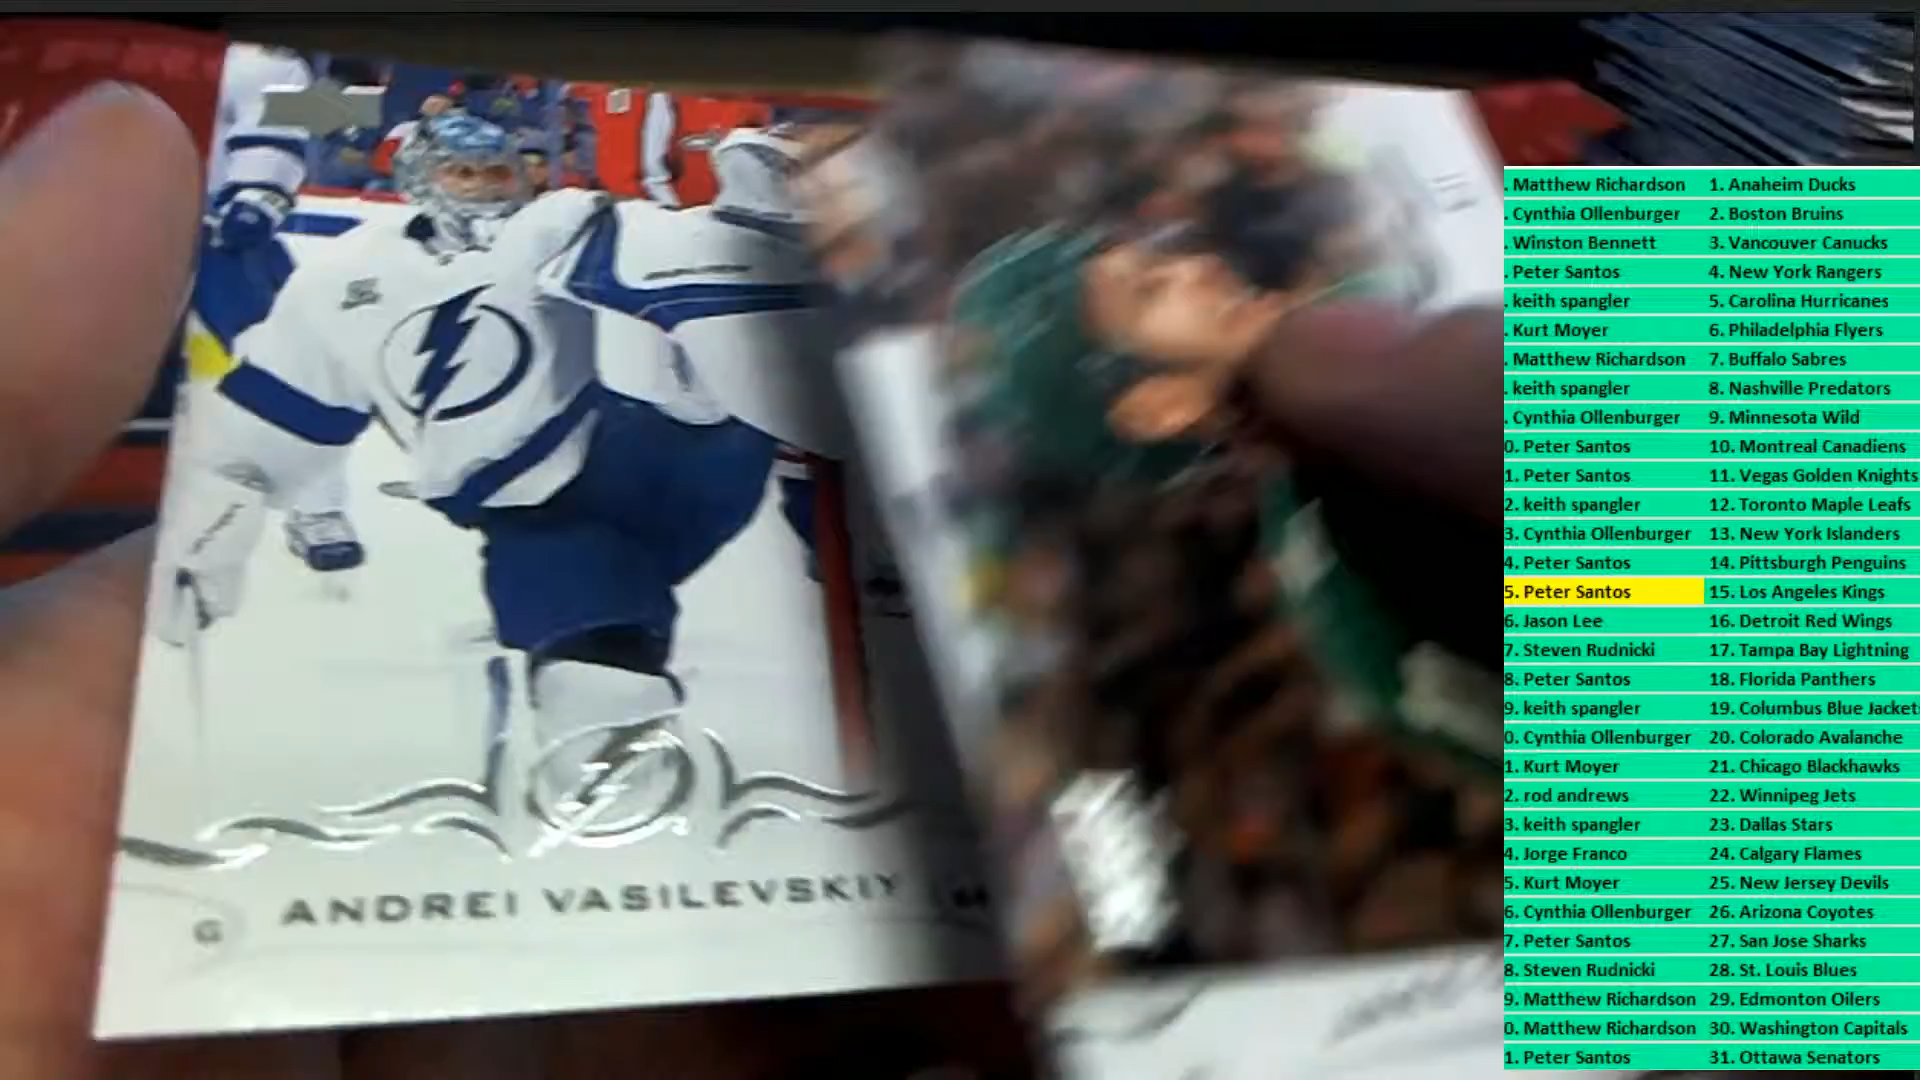 . Matthew Richardson 1. Anaheim Ducks
. Cynthia Ollenburger 2. Boston Bruins
. Winston Bennett 3. Vancouver Canucks
. Peter Santos 4. New York Rangers
. keith spangler 5. Carolina Hurricanes
. Kurt Moyer 6. Philadelphia Flyers
. Matthew Richardson 7. Buffalo Sabres
. keith spangler 8. Nashville Predators
. Cynthia Ollenburger 9. Minnesota Wild
0. Peter Santos 10. Montreal Canadiens
1. Peter Santos 11. Vegas Golden Knights
2. keith spangler 12. Toronto Maple Leafs
3. Cynthia Ollenburger 13. New York Islanders
4. Peter Santos 14. Pittsburgh Penguins
5. Peter Santos 15. Los Angeles Kings
6. Jason Lee 16. Detroit Red Wings
7. Steven Rudnicki 17. Tampa Bay Lightning
8. Peter Santos 18. Florida Panthers
9. keith spangler 19. Columbus Blue Jacket
0. Cynthia Ollenburger 20. Colorado Avalanche
1. Kurt Moyer 21. Chicago Blackhawks
2. rod andrews 22. Winnipeg Jets
3. keith spangler 23. Dallas Stars
4. Jorge Franco 24. Calgary Flames
5. Kurt Moyer 25. New Jersey Devils
6. Cynthia Ollenburger 26. Arizona Coyotes
7. Peter Santos 27. San Jose Sharks
8. Steven Rudnicki 28. St. Louis Blues
9. Matthew Richardson 29. Edmonton Oilers
0. Matthew Richardson 30. Washington Capitals
1. Peter Santos 31. Ottawa Senators
G ANDREI VASILEVSKIY